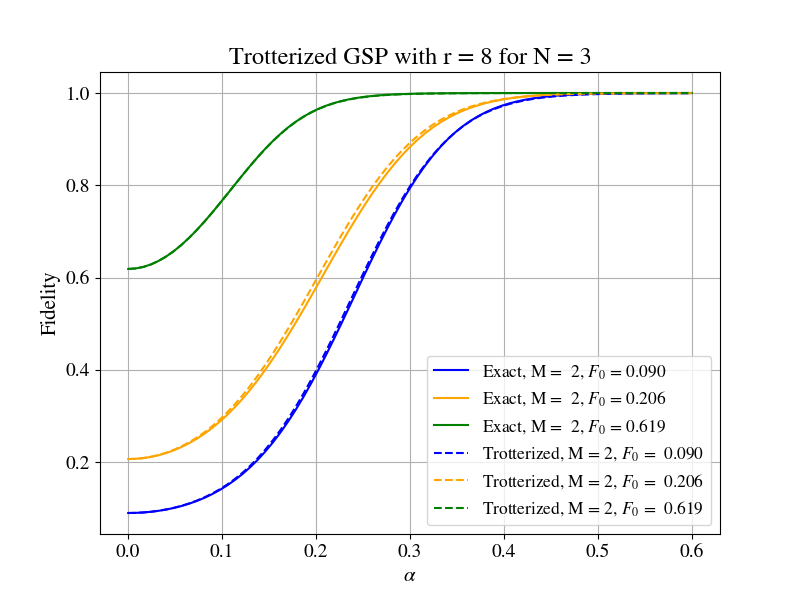 Trotterized GSP with r = 8 for N = 3
1.0
0.8
0.6
0.4
0.2
Fidelity
Exact, M = 2, F₀ = 0.090
Exact, M = 2, F₀ = 0.206
Exact, M = 2, F₀ = 0.619
Trotterized, M = 2, F₀ = 0.090
Trotterized, M = 2, F₀ = 0.206
Trotterized, M = 2, F₀ = 0.619
0.0 0.1 0.2 0.3 0.4 0.5 0.6
α